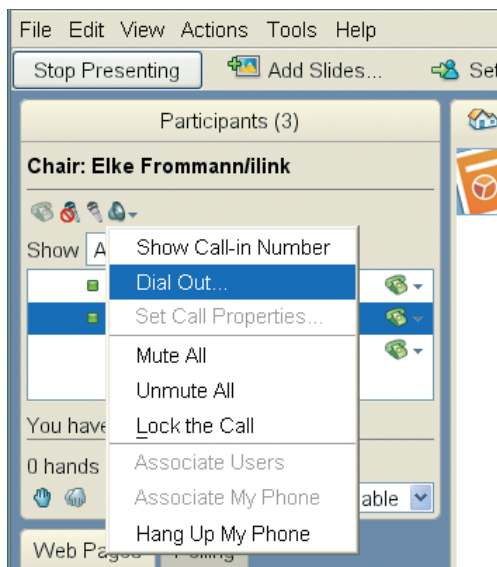 File Edit View Actions Tools Help
Stop Presenting Add Slides... Set
Participants (3)
Chair: Elke Frommann/ilink
Show A
Show Call-in Number
Dial Out...
Set Call Properties...
Mute All
Unmute All
Lock the Call
Associate Users
Associate My Phone
Hang Up My Phone
You have
0 hands
able
Web Pages Polling